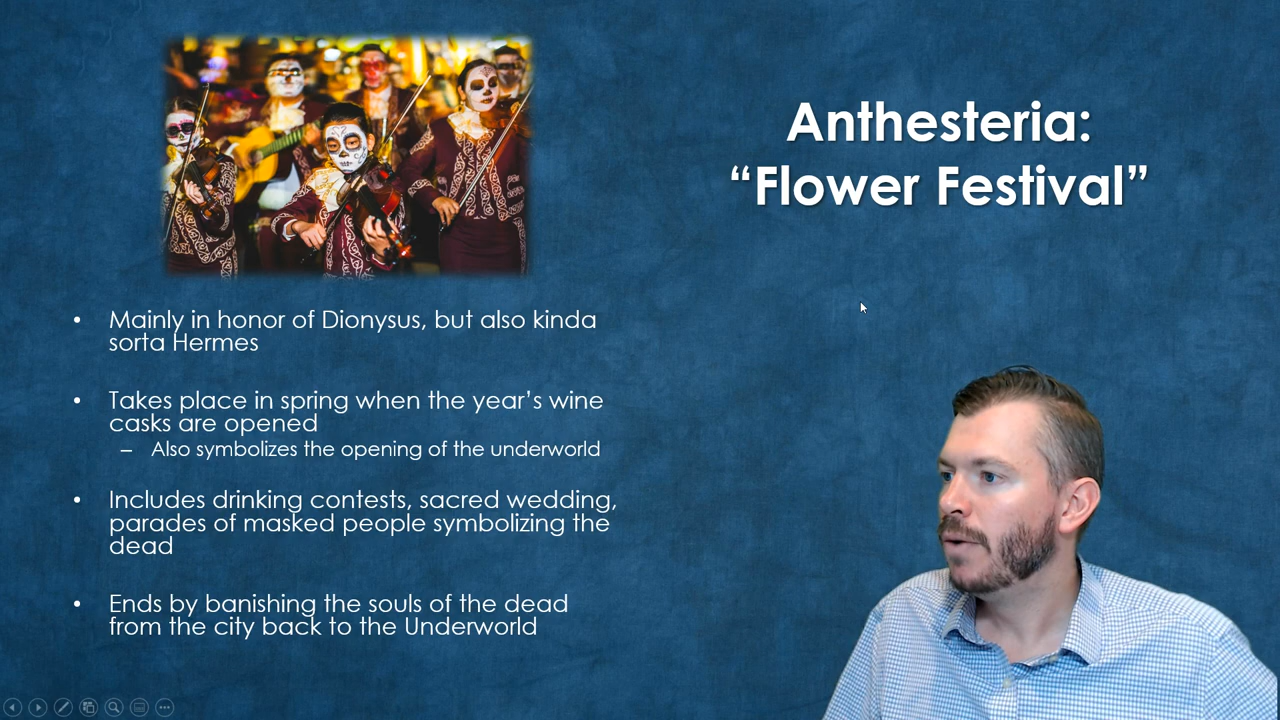 Anthesteria:
“Flower Festival”
• Mainly in honor of Dionysus, but also kinda
sorta Hermes
• Takes place in spring when the year’s wine
casks are opened
– Also symbolizes the opening of the underworld
• Includes drinking contests, sacred wedding,
parades of masked people symbolizing the
dead
• Ends by banishing the souls of the dead
from the city back to the Underworld